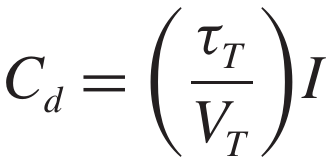 C_d = (τ_T / V_T) I